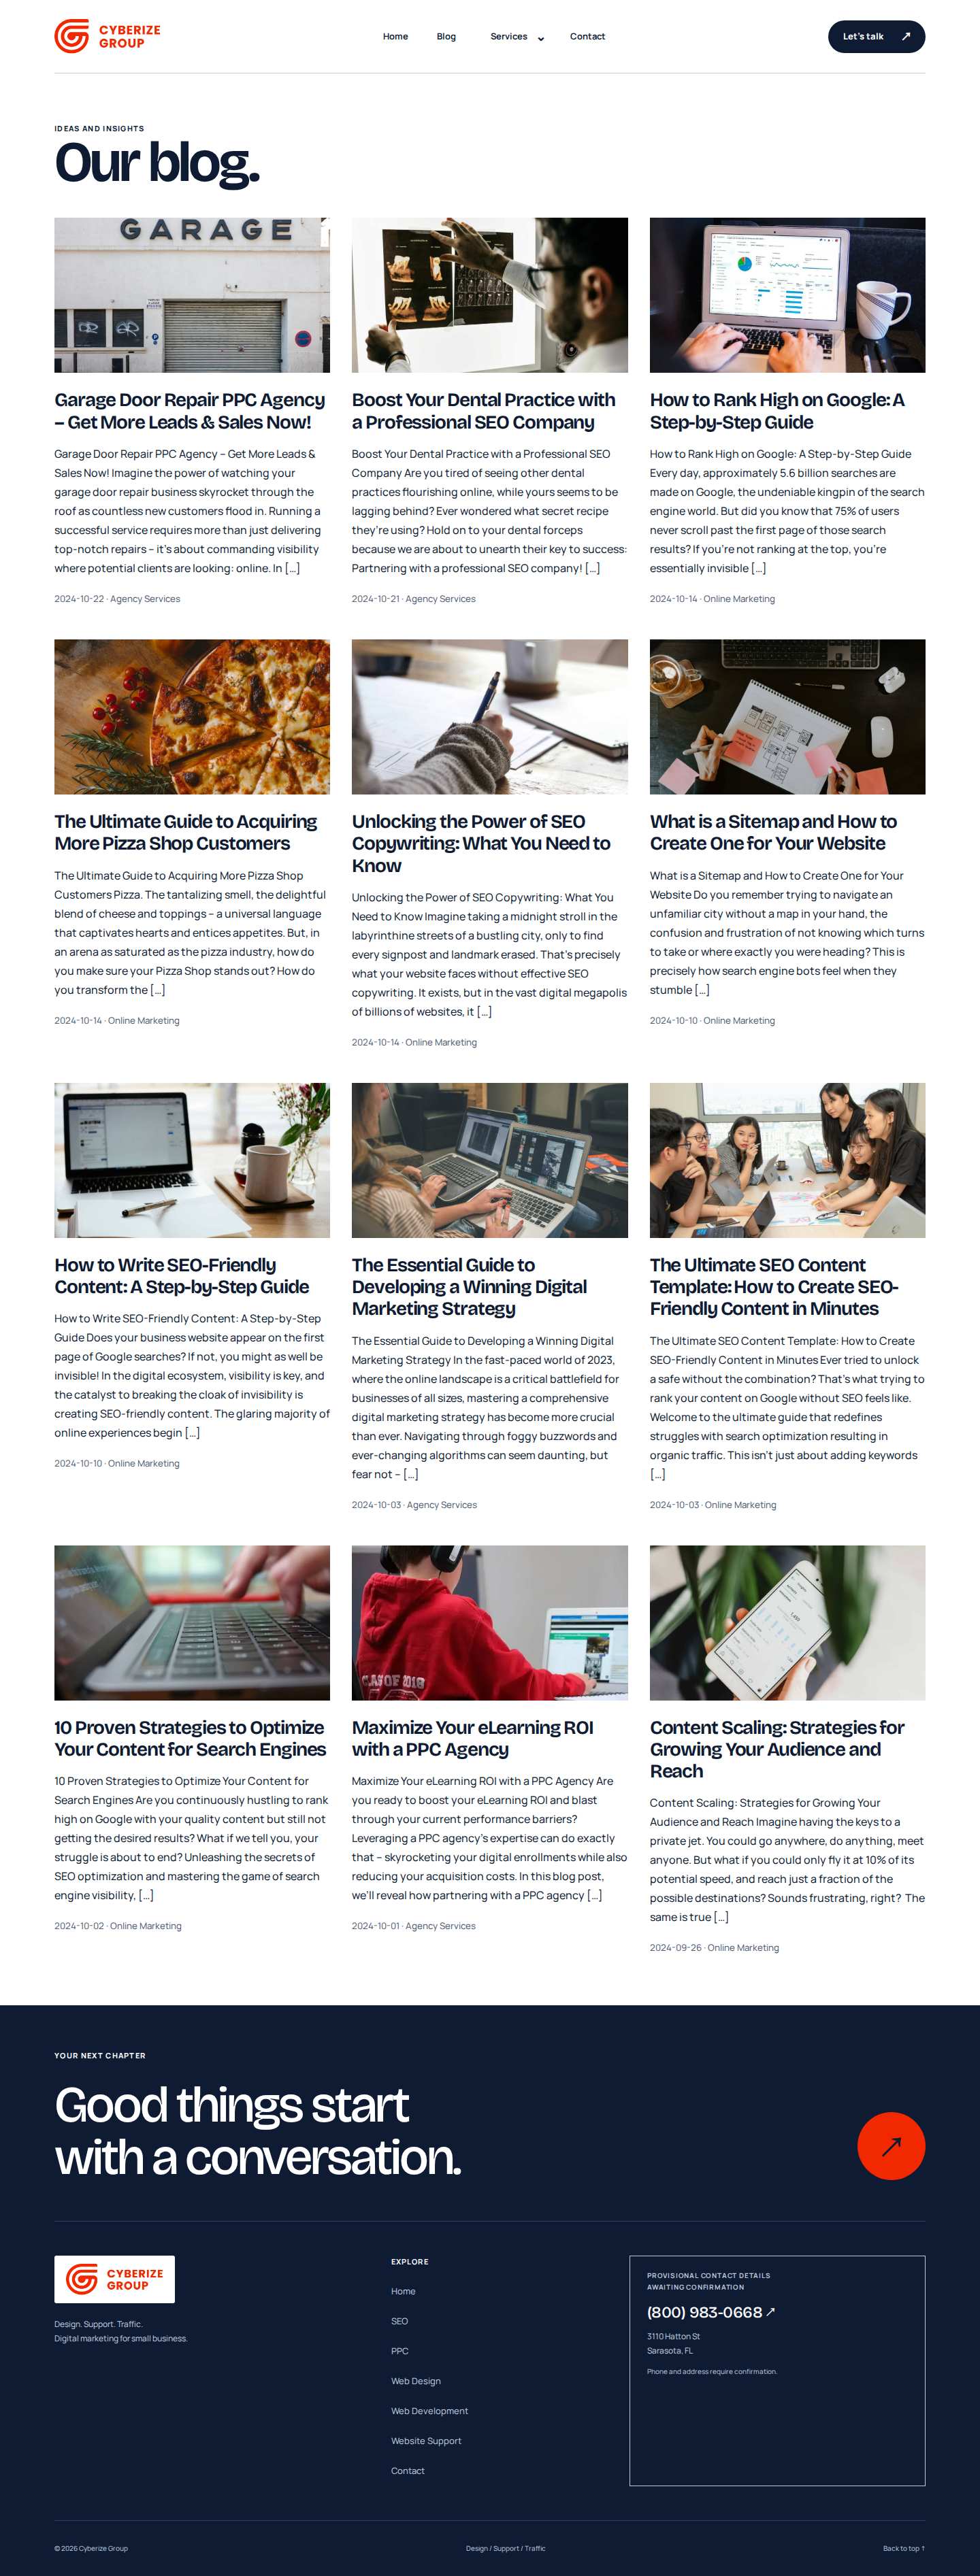 CYBERIZE
GROUP
Home
Blog
Services
Contact
Let's talk ↗
IDEAS AND INSIGHTS
Our blog.
GARAGE
Garage Door Repair PPC Agency
– Get More Leads & Sales Now!
Garage Door Repair PPC Agency – Get More Leads &
Sales Now! Imagine the power of watching your
garage door repair business skyrocket through the
roof as countless new customers flood in. Running a
successful service requires more than just delivering
top-notch repairs – it's about commanding visibility
where potential clients are looking: online. In […]
2024-10-22 · Agency Services
Boost Your Dental Practice with
a Professional SEO Company
Boost Your Dental Practice with a Professional SEO
Company Are you tired of seeing other dental
practices flourishing online, while yours seems to be
lagging behind? Ever wondered what secret recipe
they're using? Hold on to your dental forceps
because we are about to unearth their key to success:
Partnering with a professional SEO company! […]
2024-10-21 · Agency Services
How to Rank High on Google: A
Step-by-Step Guide
How to Rank High on Google: A Step-by-Step Guide
Every day, approximately 5.6 billion searches are
made on Google, the undeniable kingpin of the search
engine world. But did you know that 75% of users
never scroll past the first page of those search
results? If you're not ranking at the top, you're
essentially invisible […]
2024-10-14 · Online Marketing
The Ultimate Guide to Acquiring
More Pizza Shop Customers
The Ultimate Guide to Acquiring More Pizza Shop
Customers Pizza. The tantalizing smell, the delightful
blend of cheese and toppings – a universal language
that captivates hearts and entices appetites. But, in
an arena as saturated as the pizza industry, how do
you make sure your Pizza Shop stands out? How do
you transform the […]
2024-10-14 · Online Marketing
Unlocking the Power of SEO
Copywriting: What You Need to
Know
Unlocking the Power of SEO Copywriting: What You
Need to Know Imagine taking a midnight stroll in the
labyrinthine streets of a bustling city, only to find
every signpost and landmark erased. That's precisely
what your website faces without effective SEO
copywriting. It exists, but in the vast digital megapolis
of billions of websites, it […]
2024-10-14 · Online Marketing
What is a Sitemap and How to
Create One for Your Website
What is a Sitemap and How to Create One for Your
Website Do you remember trying to navigate an
unfamiliar city without a map in your hand, the
confusion and frustration of not knowing which turns
to take or where exactly you were heading? This is
precisely how search engine bots feel when they
stumble […]
2024-10-10 · Online Marketing
How to Write SEO-Friendly
Content: A Step-by-Step Guide
How to Write SEO-Friendly Content: A Step-by-Step
Guide Does your business website appear on the first
page of Google searches? If not, you might as well be
invisible! In the digital ecosystem, visibility is key, and
the catalyst to breaking the cloak of invisibility is
creating SEO-friendly content. The glaring majority of
online experiences begin […]
2024-10-10 · Online Marketing
The Essential Guide to
Developing a Winning Digital
Marketing Strategy
The Essential Guide to Developing a Winning Digital
Marketing Strategy In the fast-paced world of 2023,
where the online landscape is a critical battlefield for
businesses of all sizes, mastering a comprehensive
digital marketing strategy has become more crucial
than ever. Navigating through foggy buzzwords and
ever-changing algorithms can seem daunting, but
fear not – […]
2024-10-03 · Agency Services
The Ultimate SEO Content
Template: How to Create SEO-
Friendly Content in Minutes
The Ultimate SEO Content Template: How to Create
SEO-Friendly Content in Minutes Ever tried to unlock
a safe without the combination? That's what trying to
rank your content on Google without SEO feels like.
Welcome to the ultimate guide that redefines
struggles with search optimization resulting in
organic traffic. This isn't just about adding keywords
[…]
2024-10-03 · Online Marketing
10 Proven Strategies to Optimize
Your Content for Search Engines
10 Proven Strategies to Optimize Your Content for
Search Engines Are you continuously hustling to rank
high on Google with your quality content but still not
getting the desired results? What if we tell you, your
struggle is about to end? Unleashing the secrets of
SEO optimization and mastering the game of search
engine visibility, […]
2024-10-02 · Online Marketing
Maximize Your eLearning ROI
with a PPC Agency
Maximize Your eLearning ROI with a PPC Agency Are
you ready to boost your eLearning ROI and blast
through your current performance barriers?
Leveraging a PPC agency's expertise can do exactly
that – skyrocketing your digital enrollments while also
reducing your acquisition costs. In this blog post,
we'll reveal how partnering with a PPC agency […]
2024-10-01 · Agency Services
Content Scaling: Strategies for
Growing Your Audience and
Reach
Content Scaling: Strategies for Growing Your
Audience and Reach Imagine having the keys to a
private jet. You could go anywhere, do anything, meet
anyone. But what if you could only fly it at 10% of its
potential speed, and reach just a fraction of the
possible destinations? Sounds frustrating, right? The
same is true […]
2024-09-26 · Online Marketing
YOUR NEXT CHAPTER
Good things start
with a conversation.
↗
CYBERIZE
GROUP
Design. Support. Traffic.
Digital marketing for small business.
EXPLORE
Home
SEO
PPC
Web Design
Web Development
Website Support
Contact
PROVISIONAL CONTACT DETAILS
AWAITING CONFIRMATION
(800) 983-0668 ↗
3110 Hatton St
Sarasota, FL
Phone and address require confirmation.
© 2026 Cyberize Group
Design / Support / Traffic
Back to top ↑